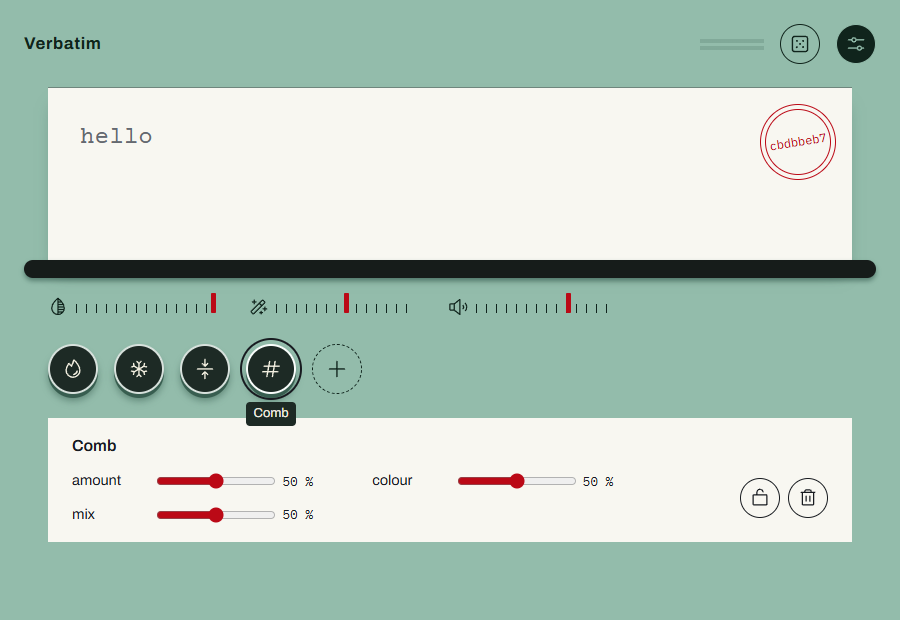 Verbatim
hello
cbdbbeb7
Comb
Comb
amount 50 % colour 50 %
mix 50 %